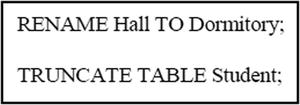 RENAME Hall TO Dormitory;
TRUNCATE TABLE Student;